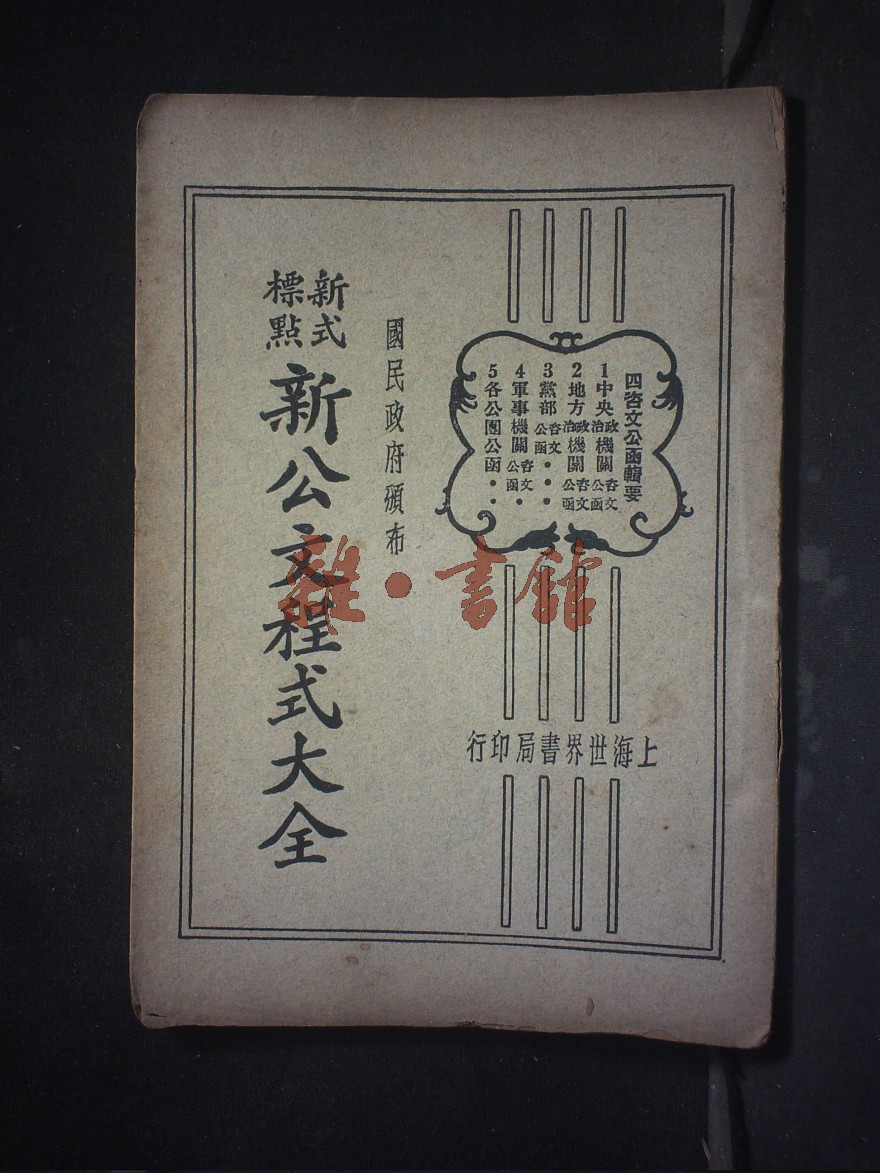 四咨文公函輯要
1中央政治機關咨文公函
2地方政治機關咨文公函
3黨部咨文公函・・・
4軍事機關咨文公函・
5各公團公函・・
國民政府頒布
新式標點
新公文程式大全
上海世界書局印行
雜・書館